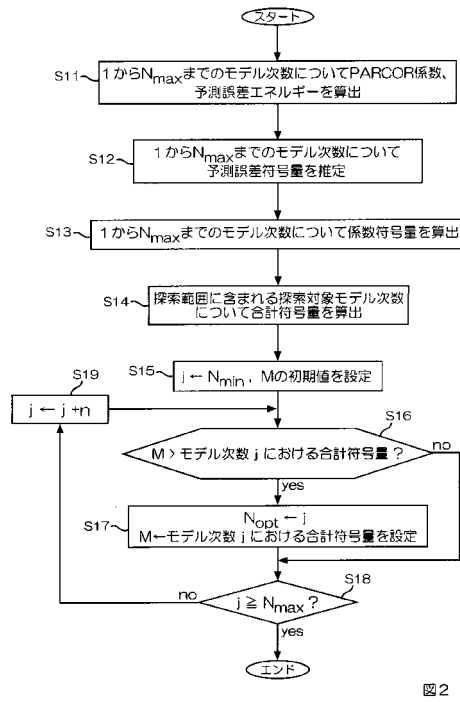 スタート
S11
1からNmaxまでのモデル次数についてPARCOR係数、
予測誤差エネルギーを算出
S12
1からNmaxまでのモデル次数について
予測誤差符号量を推定
S13
1からNmaxまでのモデル次数について係数符号量を算出
S14
探索範囲に含まれる探索対象モデル次数
について合計符号量を算出
S15
j ← Nmin , Mの初期値を設定
S19
j ← j+n
S16
M > モデル次数 j における合計符号量 ?
no
yes
S17
Nopt ← j
M←モデル次数 j における合計符号量を設定
S18
j ≧ Nmax ?
no
yes
エンド
図2